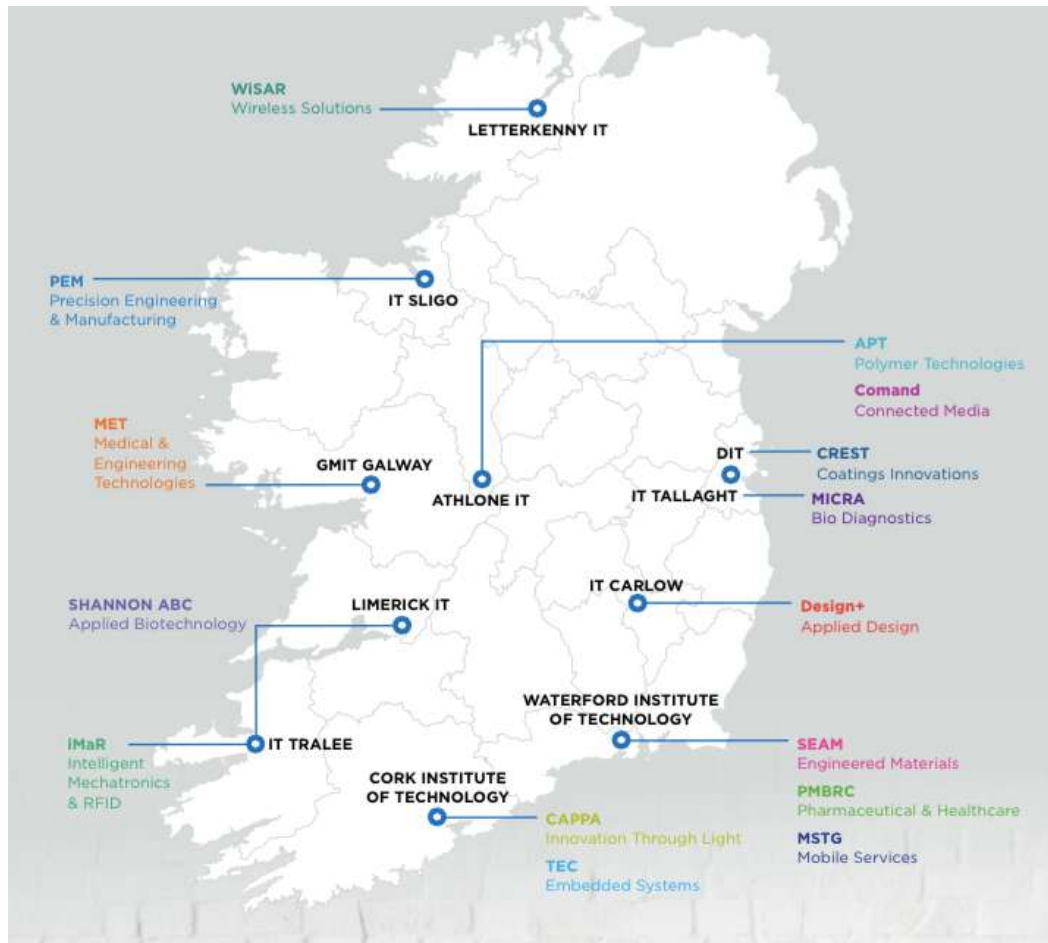 WiSAR
Wireless Solutions
LETTERKENNY IT
PEM
Precision Engineering
& Manufacturing
IT SLIGO
APT
Polymer Technologies
Comand
Connected Media
MET
Medical &
Engineering
Technologies
GMIT GALWAY
ATHLONE IT
DIT
CREST
Coatings Innovations
IT TALLAGHT
MICRA
Bio Diagnostics
SHANNON ABC
Applied Biotechnology
LIMERICK IT
IT CARLOW
Design+
Applied Design
WATERFORD INSTITUTE
OF TECHNOLOGY
iMaR
Intelligent
Mechatronics
& RFID
IT TRALEE
SEAM
Engineered Materials
PMBRC
Pharmaceutical & Healthcare
MSTG
Mobile Services
CORK INSTITUTE
OF TECHNOLOGY
CAPPA
Innovation Through Light
TEC
Embedded Systems